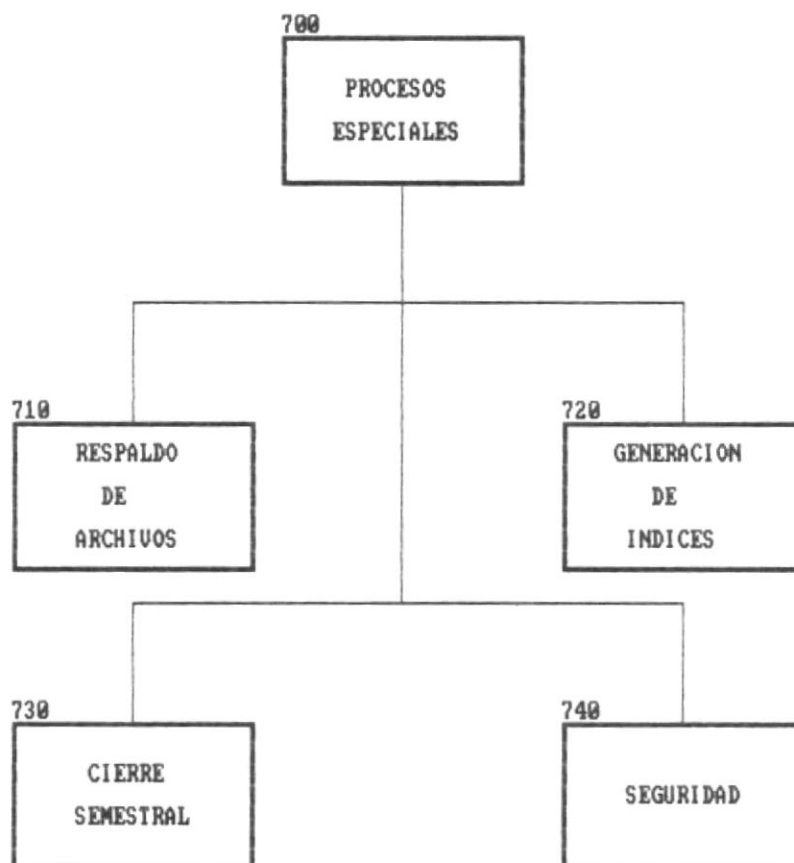 700
PROCESOS
ESPECIALES
710
RESPALDO
DE
ARCHIVOS
720
GENERACION
DE
INDICES
730
CIERRE
SEMESTRAL
740
SEGURIDAD